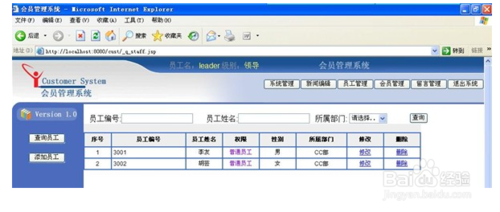 会员管理系统 - Microsoft Internet Explorer
文件(F) 编辑(E) 查看(V) 收藏(A) 工具(T) 帮助(H)
后退 搜索 收藏夹
地址(D) http://localhost:8080/cust/_q_staff.jsp 转到 链接
员工名, leader 级别, 领导 会员管理系统
Customer System
会员管理系统
系统管理 新闻编辑 员工管理 会员管理 留言管理 退出系统
Version 1.0
员工编号: 员工姓名: 所属部门: 请选择.. 查询
查询员工
添加员工
序号 员工编号 员工姓名 权限 性别 所属部门 修改 删除
1 3001 李友 普通员工 男 CC部 修改 删除
2 3002 胡芸 普通员工 女 CC部 修改 删除
Baidu 经验